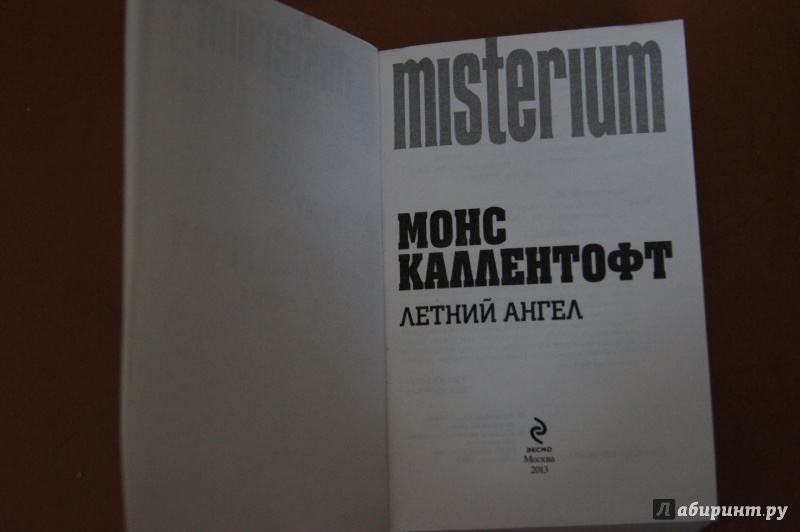 misterium
МОНС
КАЛЛЕНТОФТ
ЛЕТНИЙ АНГЕЛ
ЭКСМО
Москва
2013
Лабиринт.ру